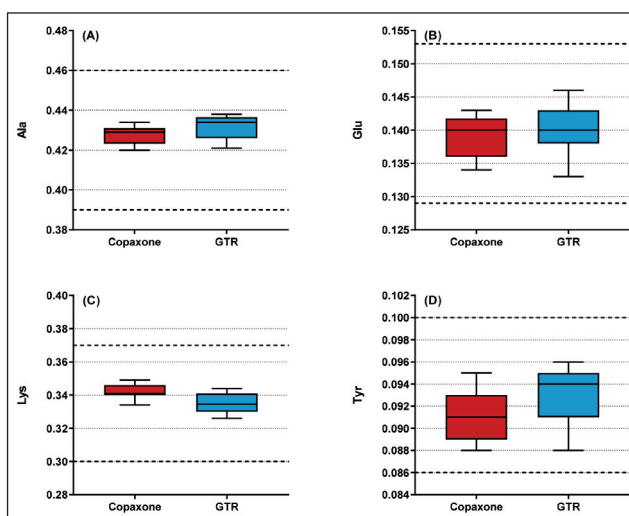 (A)
Ala
0.48
0.46
0.44
0.42
0.40
0.38
Copaxone GTR
(B)
Glu
0.155
0.150
0.145
0.140
0.135
0.130
0.125
Copaxone GTR
(C)
Lys
0.40
0.38
0.36
0.34
0.32
0.30
0.28
Copaxone GTR
(D)
Tyr
0.102
0.100
0.098
0.096
0.094
0.092
0.090
0.088
0.086
0.084
Copaxone GTR